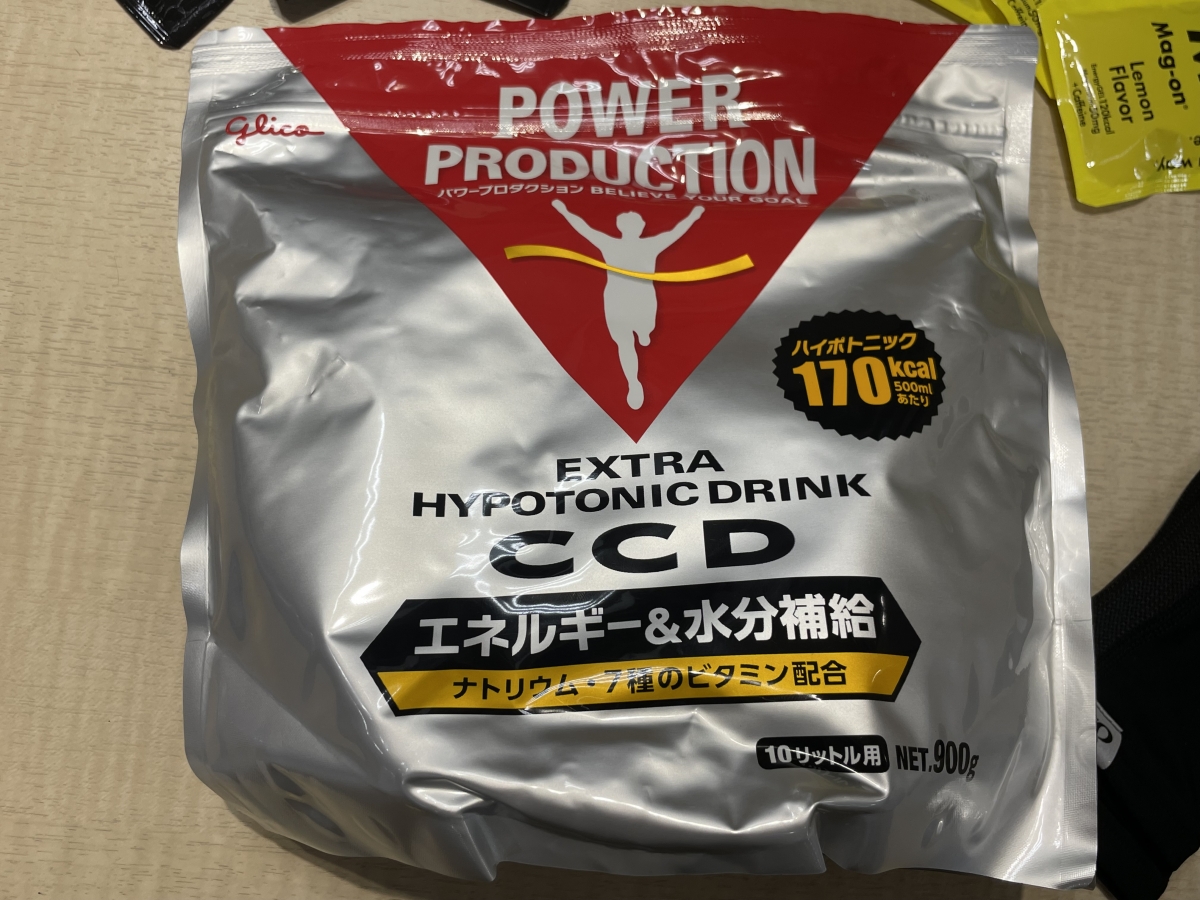 Glico
POWER
PRODUCTION
パワープロダクション BELIEVE YOUR GOAL
ハイポトニック
170kcal
500ml
あたり
EXTRA
HYPOTONIC DRINK
CCD
エネルギー&水分補給
ナトリウム・7種のビタミン配合
10リットル用 NET.900g
Mag-on
Lemon
Flavor
+Caffeine